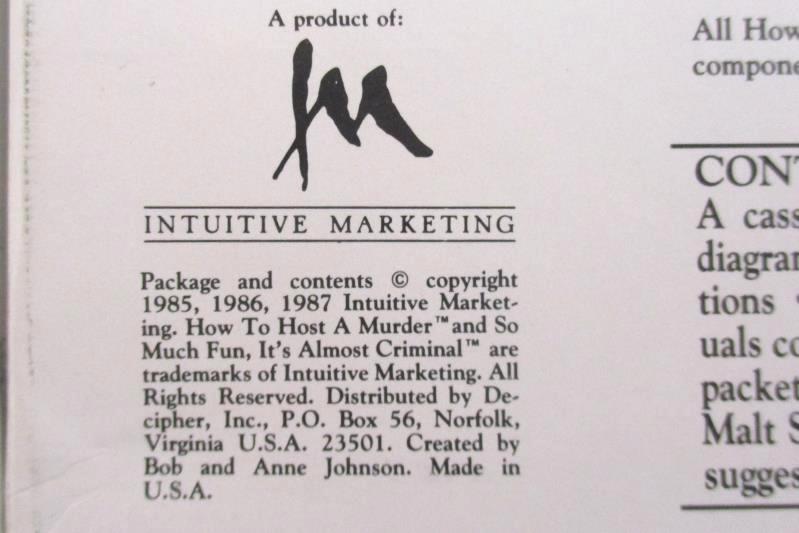 A product of:
INTUITIVE MARKETING
Package and contents © copyright
1985, 1986, 1987 Intuitive Market-
ing. How To Host A Murder™ and So
Much Fun, It's Almost Criminal™ are
trademarks of Intuitive Marketing. All
Rights Reserved. Distributed by De-
cipher, Inc., P.O. Box 56, Norfolk,
Virginia U.S.A. 23501. Created by
Bob and Anne Johnson. Made in
U.S.A.
All How
compone
CONT
A cass
diagram
tions
uals co
packet
Malt S
sugges